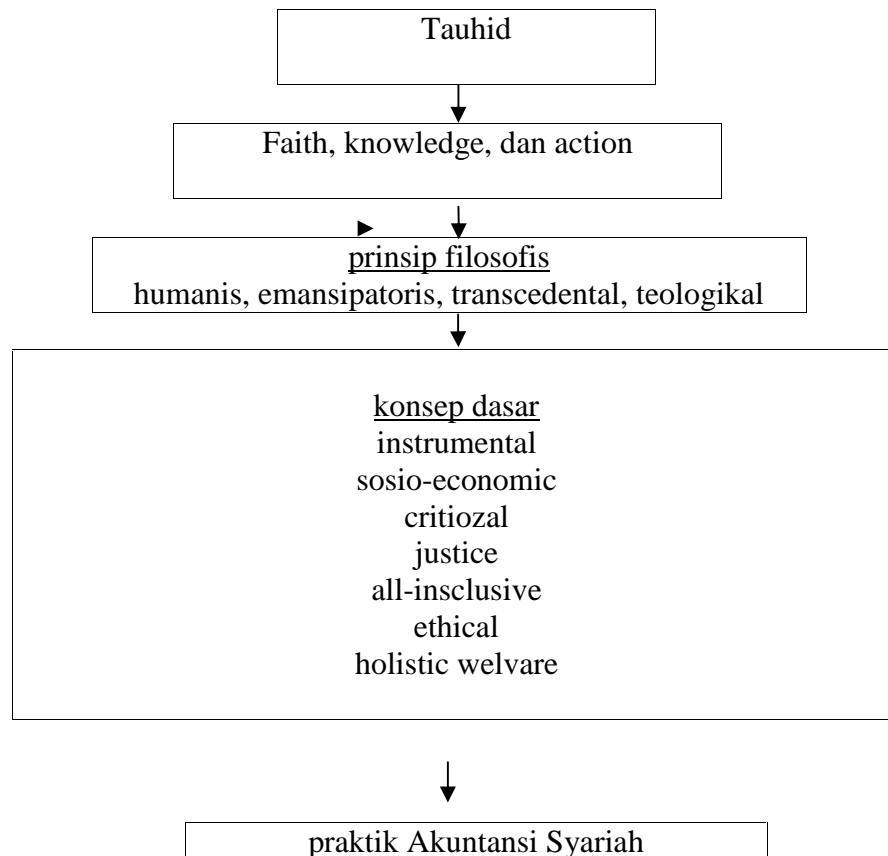 Tauhid
Faith, knowledge, dan action
prinsip filosofis
humanis, emansipatoris, transcedental, teologikal
konsep dasar
instrumental
sosio-economic
critiozal
justice
all-insclusive
ethical
holistic welvare
praktik Akuntansi Syariah